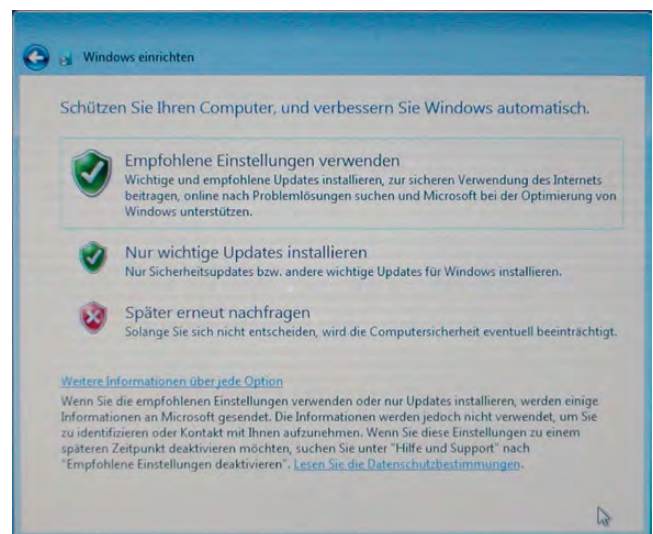 Windows einrichten
Schützen Sie Ihren Computer, und verbessern Sie Windows automatisch.
Empfohlene Einstellungen verwenden
Wichtige und empfohlene Updates installieren, zur sicheren Verwendung des Internets
beitragen, online nach Problemlösungen suchen und Microsoft bei der Optimierung von
Windows unterstützen.
Nur wichtige Updates installieren
Nur Sicherheitsupdates bzw. andere wichtige Updates für Windows installieren.
Später erneut nachfragen
Solange Sie sich nicht entscheiden, wird die Computersicherheit eventuell beeinträchtigt.
Weitere Informationen über jede Option
Wenn Sie die empfohlenen Einstellungen verwenden oder nur Updates installieren, werden einige
Informationen an Microsoft gesendet. Die Informationen werden jedoch nicht verwendet, um Sie
zu identifizieren oder Kontakt mit Ihnen aufzunehmen. Wenn Sie diese Einstellungen zu einem
späteren Zeitpunkt deaktivieren möchten, suchen Sie unter "Hilfe und Support" nach
"Empfohlene Einstellungen deaktivieren". Lesen Sie die Datenschutzbestimmungen.